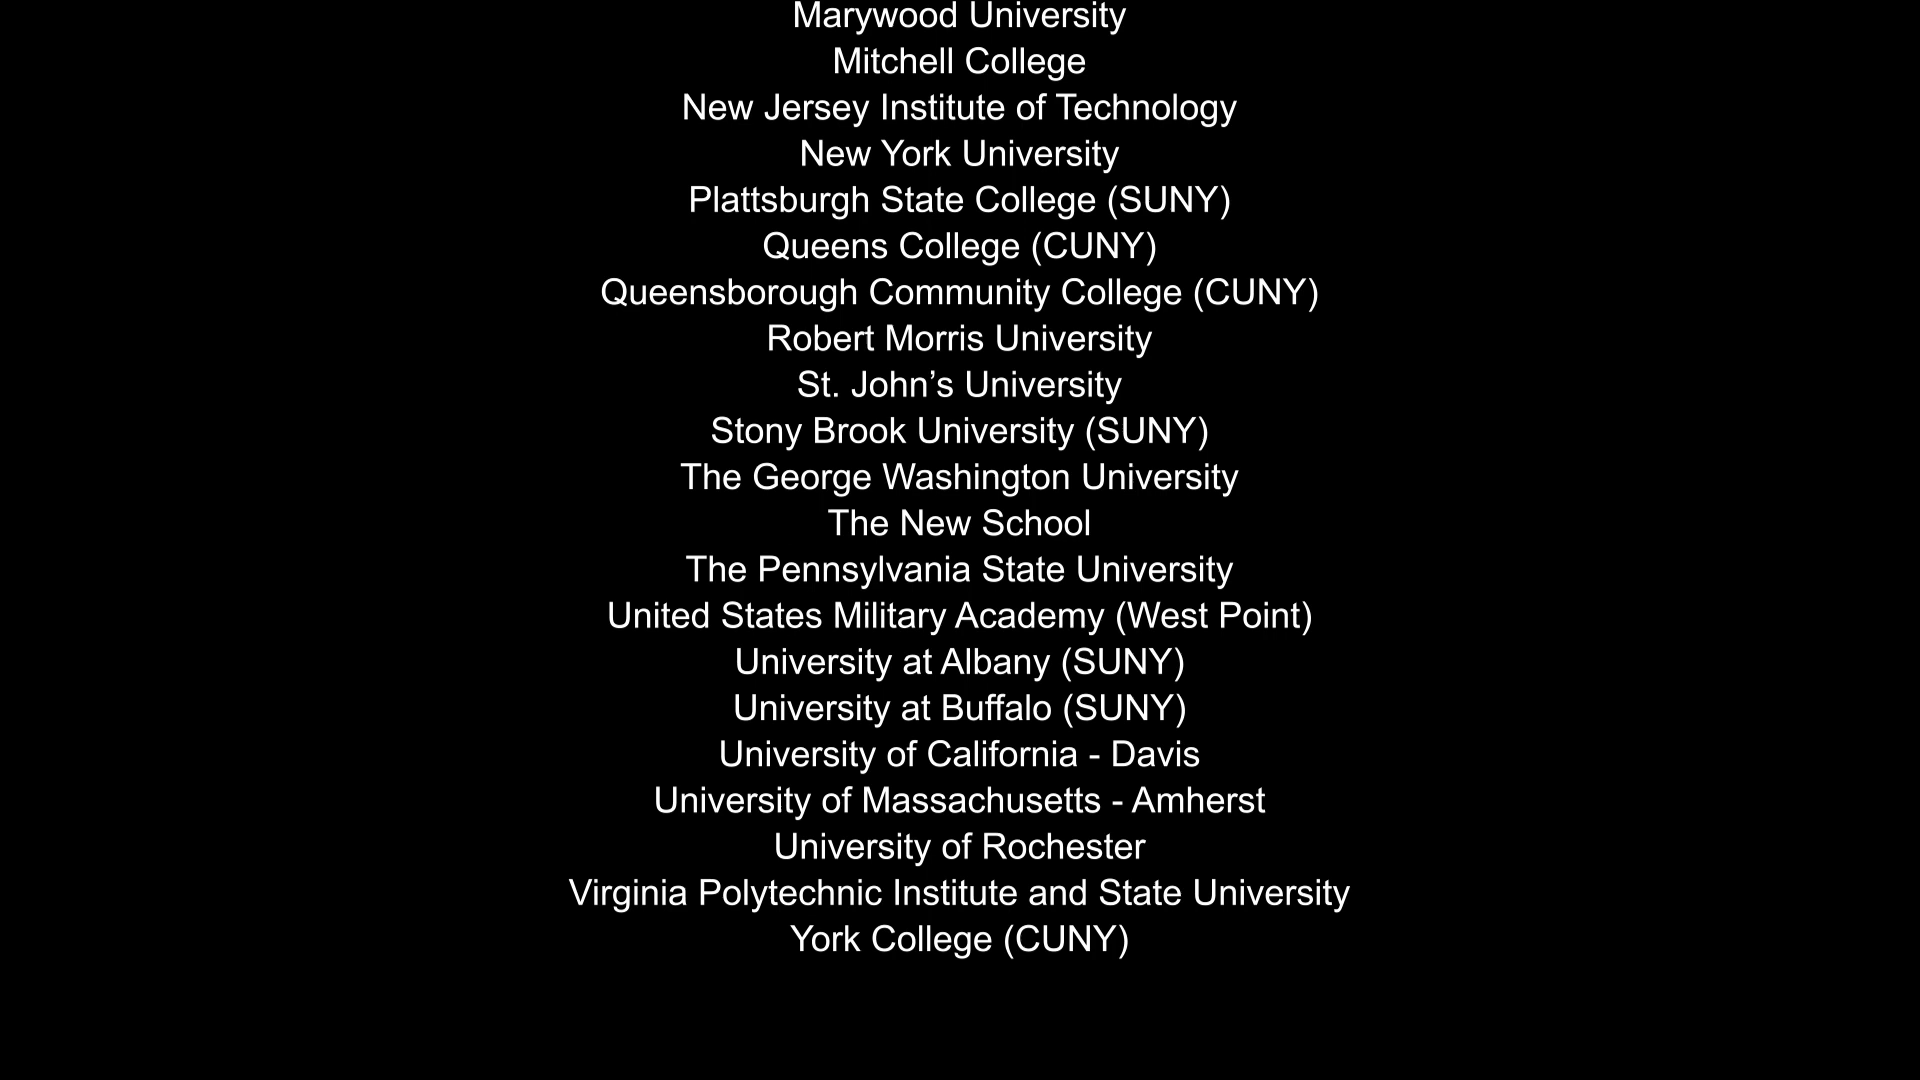 Marywood University
Mitchell College
New Jersey Institute of Technology
New York University
Plattsburgh State College (SUNY)
Queens College (CUNY)
Queensborough Community College (CUNY)
Robert Morris University
St. John’s University
Stony Brook University (SUNY)
The George Washington University
The New School
The Pennsylvania State University
United States Military Academy (West Point)
University at Albany (SUNY)
University at Buffalo (SUNY)
University of California - Davis
University of Massachusetts - Amherst
University of Rochester
Virginia Polytechnic Institute and State University
York College (CUNY)